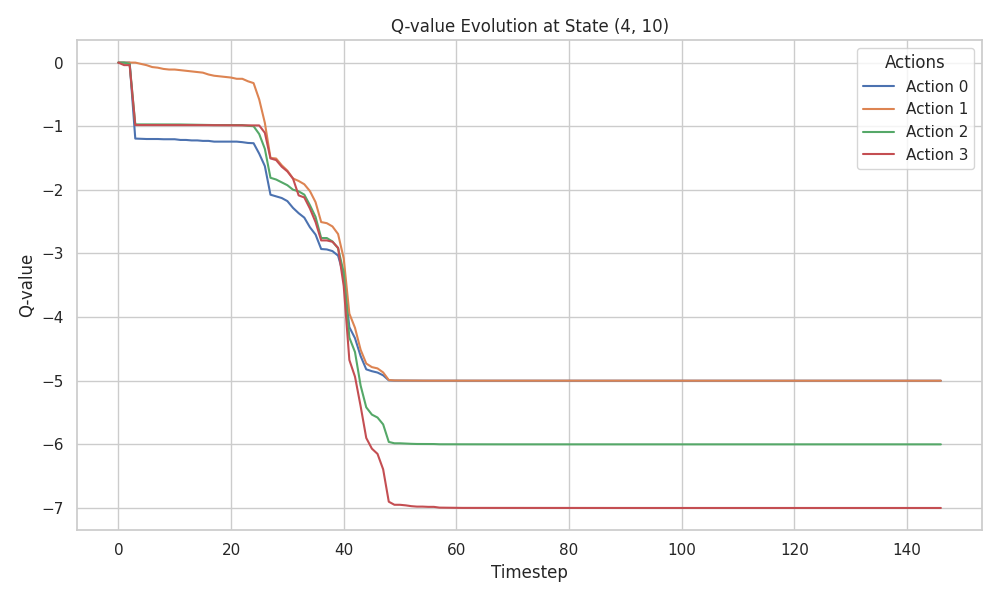 Q-value Evolution at State (4, 10)
Actions
Action 0
Action 1
Action 2
Action 3
Q-value
0
−1
−2
−3
−4
−5
−6
−7
0 20 40 60 80 100 120 140
Timestep